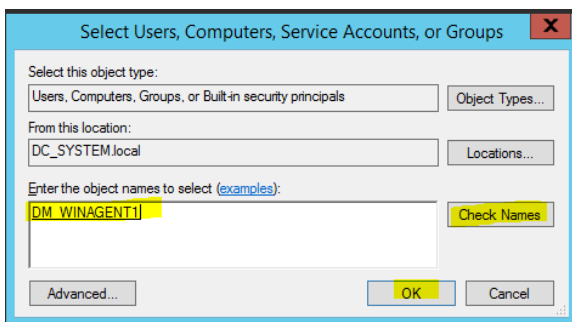 Select Users, Computers, Service Accounts, or Groups
X
Select this object type:
Users, Computers, Groups, or Built-in security principals
Object Types...
From this location:
DC_SYSTEM.local
Locations...
Enter the object names to select (examples):
DM_WINAGENT1
Check Names
Advanced...
OK
Cancel